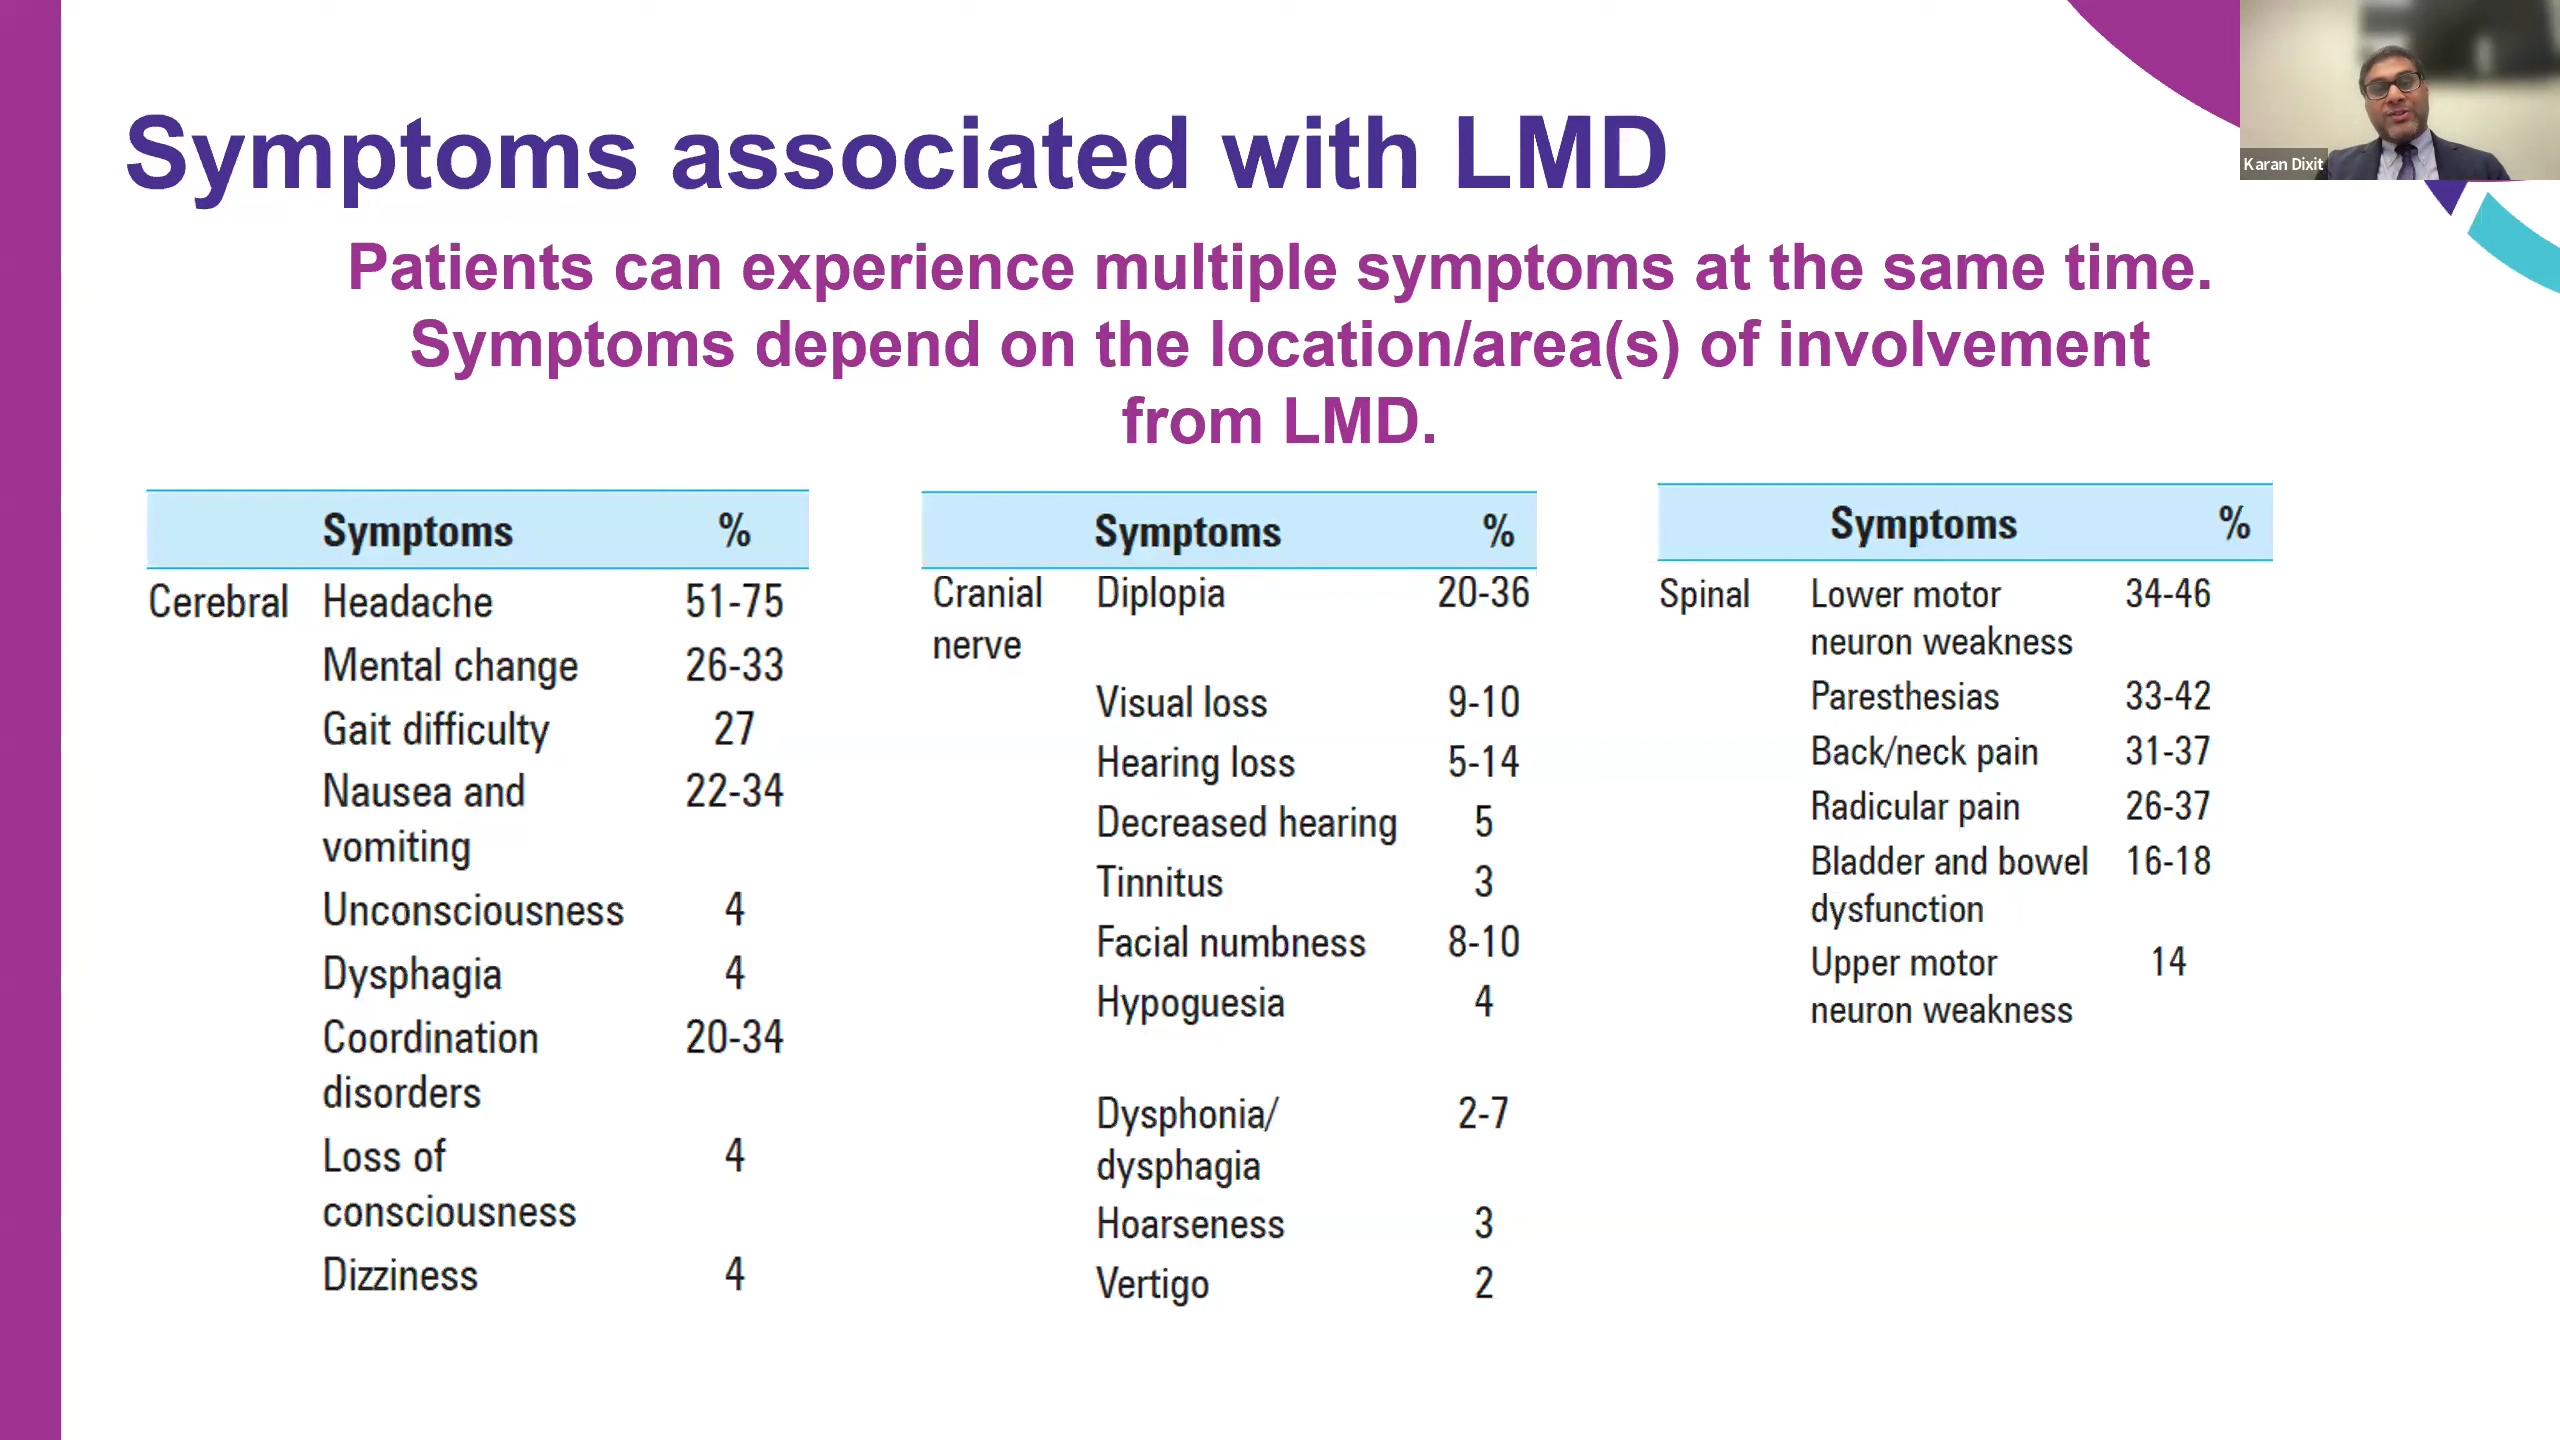 Symptoms associated with LMD
Karan Dixit
Patients can experience multiple symptoms at the same time.
Symptoms depend on the location/area(s) of involvement
from LMD.
Symptoms %
Cerebral Headache 51-75
Mental change 26-33
Gait difficulty 27
Nausea and 22-34
vomiting
Unconsciousness 4
Dysphagia 4
Coordination 20-34
disorders
Loss of 4
consciousness
Dizziness 4
Symptoms %
Cranial Diplopia 20-36
nerve
Visual loss 9-10
Hearing loss 5-14
Decreased hearing 5
Tinnitus 3
Facial numbness 8-10
Hypoguesia 4
Dysphonia/ 2-7
dysphagia
Hoarseness 3
Vertigo 2
Symptoms %
Spinal Lower motor 34-46
neuron weakness
Paresthesias 33-42
Back/neck pain 31-37
Radicular pain 26-37
Bladder and bowel 16-18
dysfunction
Upper motor 14
neuron weakness